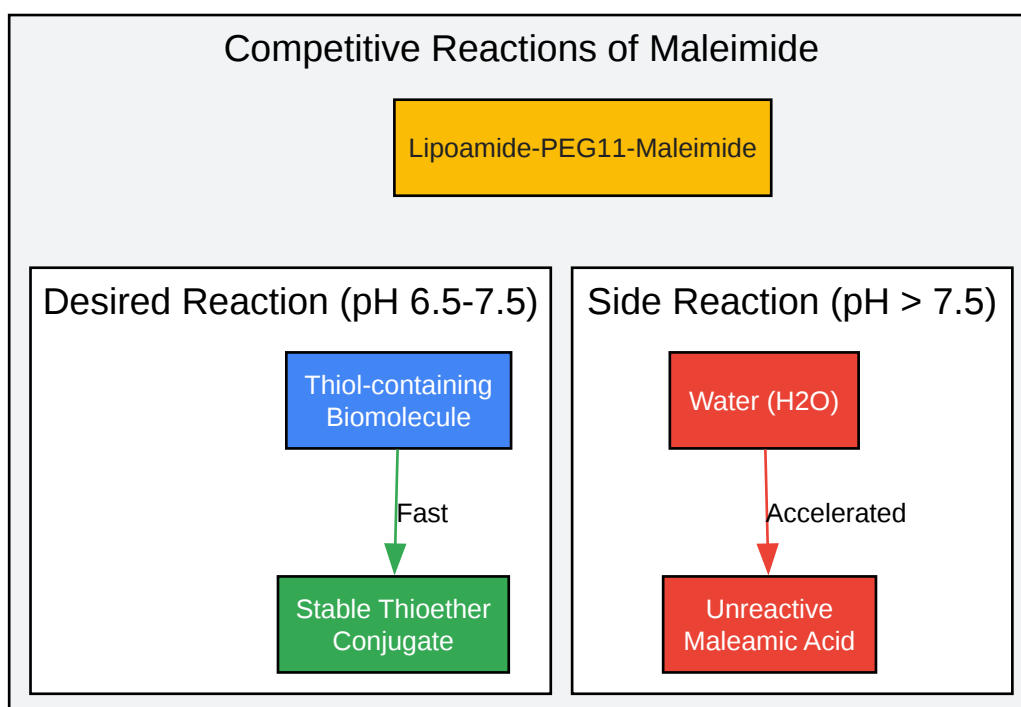 Competitive Reactions of Maleimide
Lipoamide-PEG11-Maleimide
Desired Reaction (pH 6.5-7.5)
Thiol-containing
Biomolecule
Fast
Stable Thioether
Conjugate
Side Reaction (pH > 7.5)
Water (H2O)
Accelerated
Unreactive
Maleamic Acid